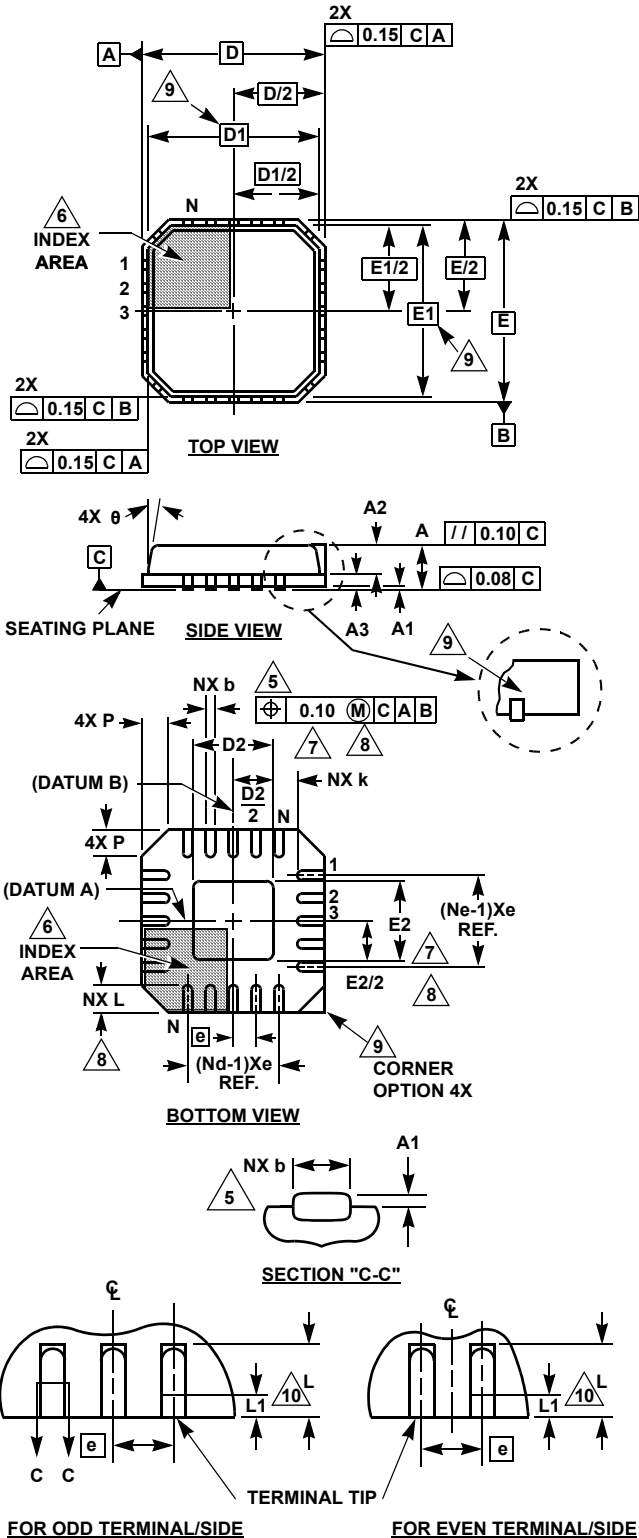 2X
0.15 C A
A
D
D/2
9
D1
D1/2
2X
0.15 C B
N
6
INDEX
AREA
1
2
3
E1/2
E/2
E1
E
9
2X
0.15 C B
B
2X
0.15 C A
TOP VIEW
4X θ
A2
A
// 0.10 C
C
0.08 C
SEATING PLANE
SIDE VIEW
A3
A1
9
NX b
5
0.10 M C A B
4X P
D2
7
8
(DATUM B)
D2
2
NX k
N
4X P
1
(DATUM A)
2
3
E2
(Ne-1)Xe
REF.
6
INDEX
AREA
7
E2/2
8
NX L
N
e
8
(Nd-1)Xe
REF.
9
CORNER
OPTION 4X
BOTTOM VIEW
A1
NX b
5
SECTION "C-C"
C
L
C
L
L
10
L1
L
10
L1
e
e
C C
TERMINAL TIP
FOR ODD TERMINAL/SIDE
FOR EVEN TERMINAL/SIDE